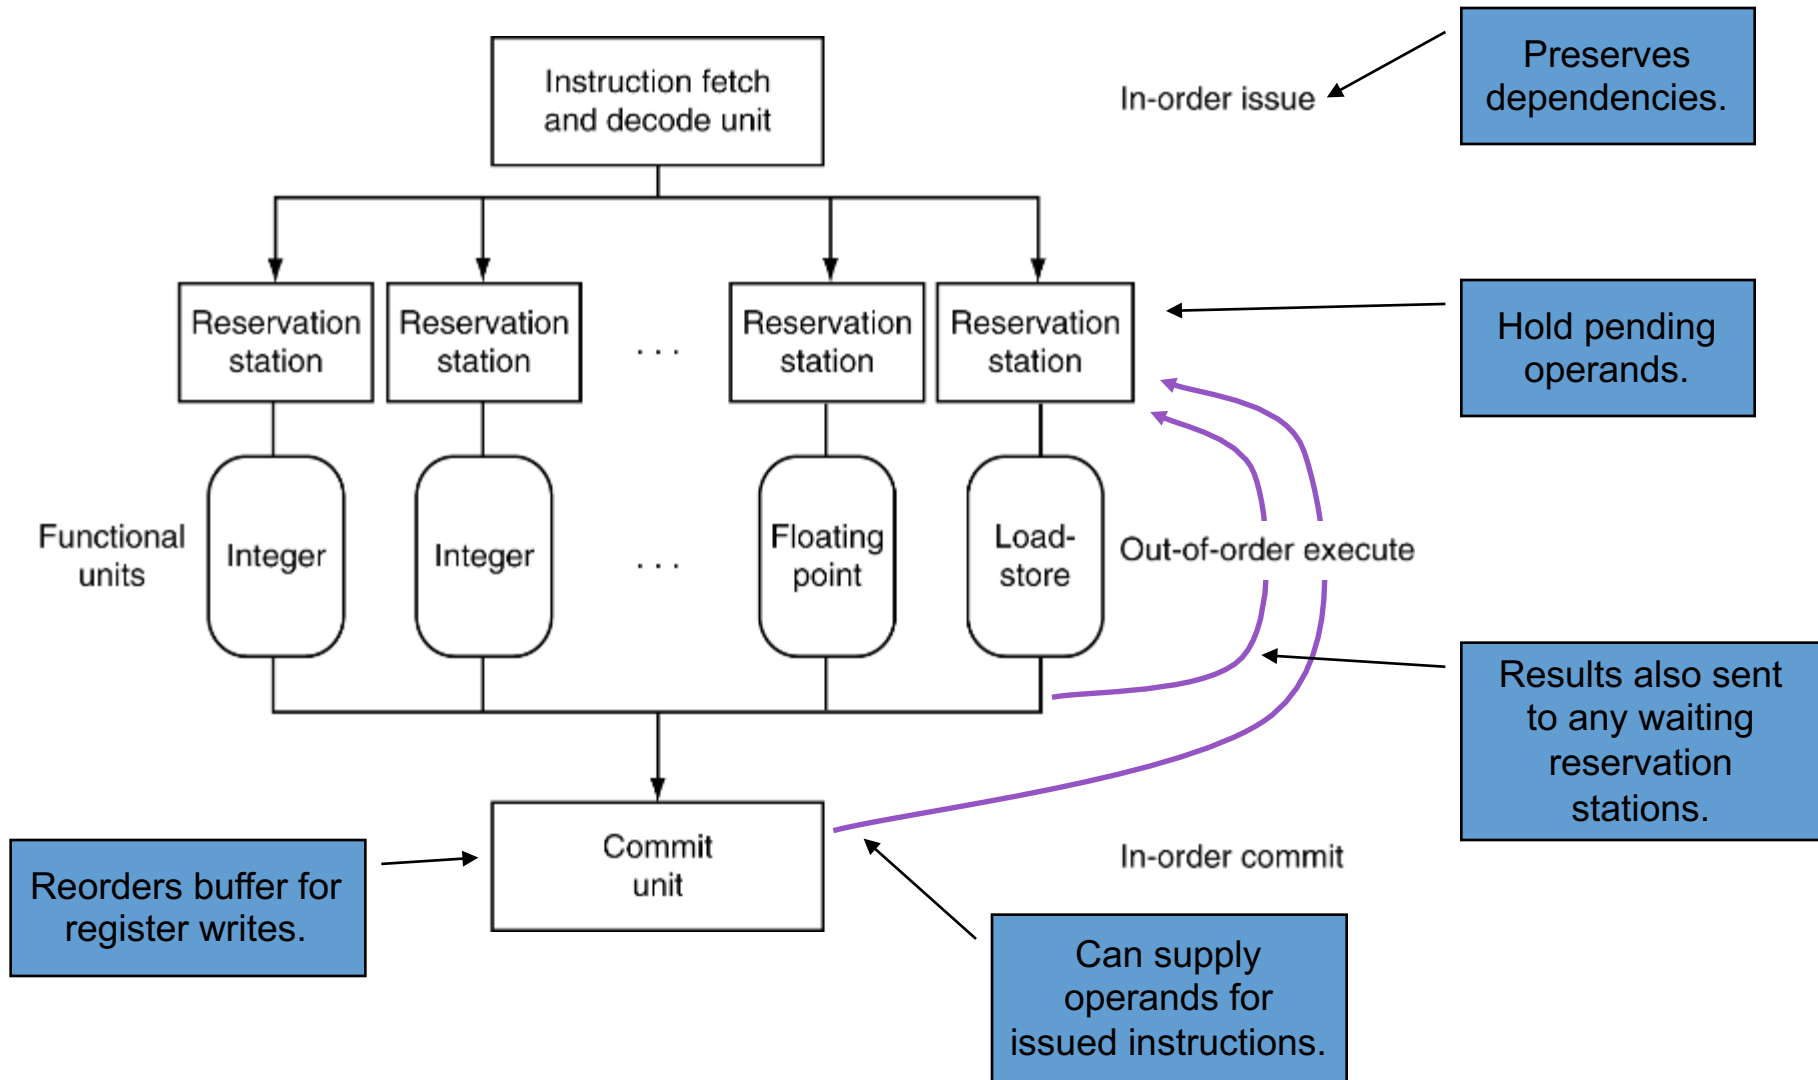 Instruction fetch
and decode unit
In-order issue
Preserves
dependencies.
Reservation
station
Reservation
station
. . .
Reservation
station
Reservation
station
Hold pending
operands.
Functional
units
Integer
Integer
. . .
Floating
point
Load-
store
Out-of-order execute
Results also sent
to any waiting
reservation
stations.
Commit
unit
In-order commit
Reorders buffer for
register writes.
Can supply
operands for
issued instructions.